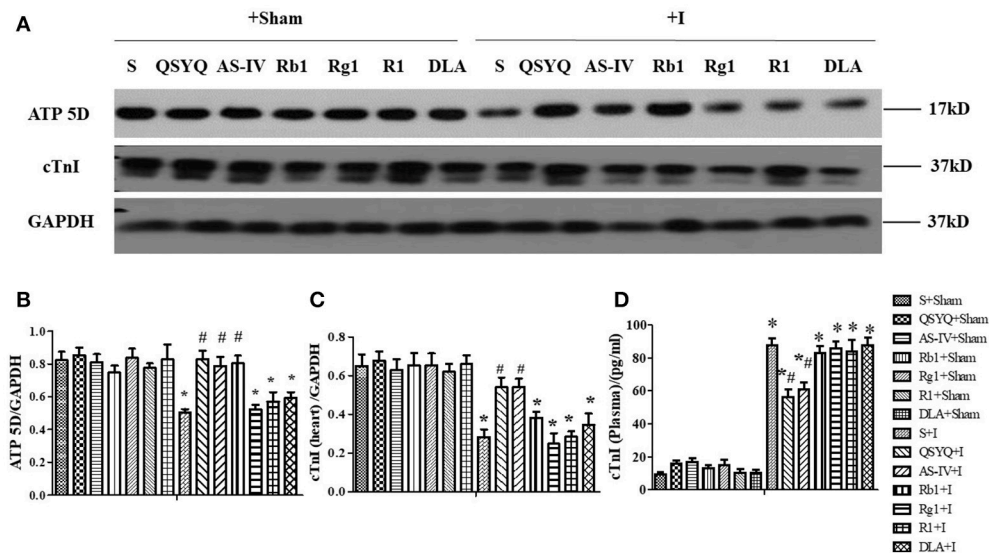 A
+Sham +I
S QSYQ AS-IV Rb1 Rg1 R1 DLA S QSYQ AS-IV Rb1 Rg1 R1 DLA
ATP 5D 17kD
cTnI 37kD
GAPDH 37kD
B
ATP 5D/GAPDH
1.0
0.8
0.6
0.4
0.2
0.0
* # # # * * *
C
cTnI (heart) /GAPDH
0.8
0.6
0.4
0.2
0.0
* # # * * * *
D
cTnI (Plasma)/(pg/ml)
100
80
60
40
20
0
* *# *# * * * *
S+Sham
QSYQ+Sham
AS-IV+Sham
Rb1+Sham
Rg1+Sham
R1+Sham
DLA+Sham
S+I
QSYQ+I
AS-IV+I
Rb1+I
Rg1+I
R1+I
DLA+I